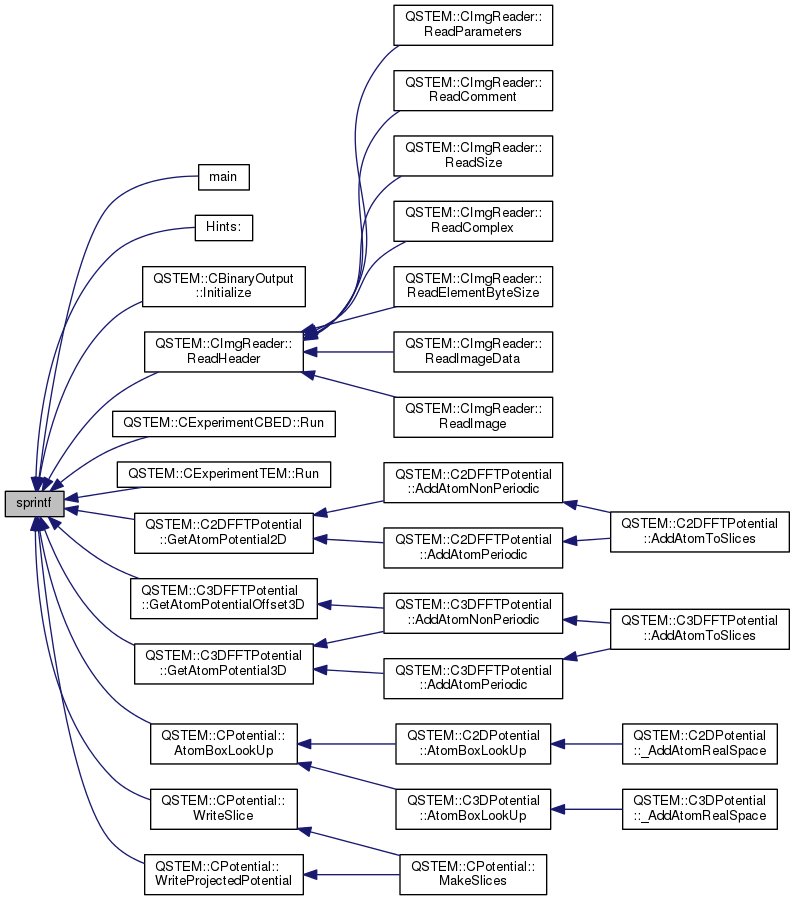 QSTEM::CImgReader::
ReadParameters
QSTEM::CImgReader::
ReadComment
QSTEM::CImgReader::
ReadSize
main
QSTEM::CImgReader::
ReadComplex
Hints:
QSTEM::CBinaryOutput
::Initialize
QSTEM::CImgReader::
ReadElementByteSize
QSTEM::CImgReader::
ReadHeader
QSTEM::CImgReader::
ReadImageData
QSTEM::CImgReader::
ReadImage
QSTEM::CExperimentCBED::Run
QSTEM::CExperimentTEM::Run
QSTEM::C2DFFTPotential
::AddAtomNonPeriodic
sprintf
QSTEM::C2DFFTPotential
::GetAtomPotential2D
QSTEM::C2DFFTPotential
::AddAtomPeriodic
QSTEM::C2DFFTPotential
::AddAtomToSlices
QSTEM::C3DFFTPotential
::GetAtomPotentialOffset3D
QSTEM::C3DFFTPotential
::AddAtomNonPeriodic
QSTEM::C3DFFTPotential
::AddAtomToSlices
QSTEM::C3DFFTPotential
::GetAtomPotential3D
QSTEM::C3DFFTPotential
::AddAtomPeriodic
QSTEM::CPotential::
AtomBoxLookUp
QSTEM::C2DPotential
::AtomBoxLookUp
QSTEM::C2DPotential
::_AddAtomRealSpace
QSTEM::CPotential::
WriteSlice
QSTEM::C3DPotential
::AtomBoxLookUp
QSTEM::C3DPotential
::_AddAtomRealSpace
QSTEM::CPotential::
WriteProjectedPotential
QSTEM::CPotential::
MakeSlices